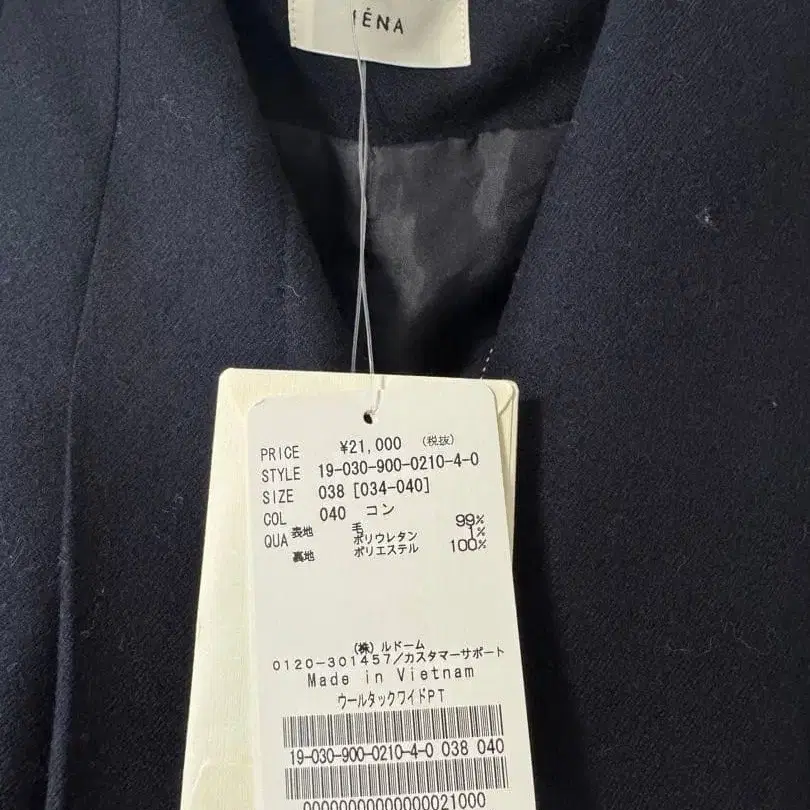 IÉNA
PRICE ¥21,000 (税抜)
STYLE 19-030-900-0210-4-0
SIZE 038 [034-040]
COL 040 コン
QUA 表地 毛 99%
ポリウレタン 1%
裏地 ポリエステル 100%
(株) ルドーム
0120-301457/カスタマーサポート
Made in Vietnam
ウールタックワイドPT
19-030-900-0210-4-0 038 040
00000000000000021000